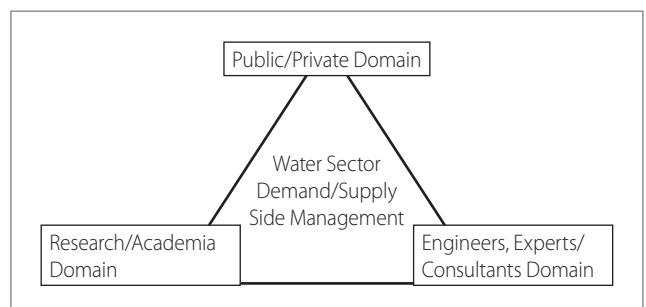 Public/Private Domain
Water Sector
Demand/Supply
Side Management
Research/Academia
Domain
Engineers, Experts/
Consultants Domain